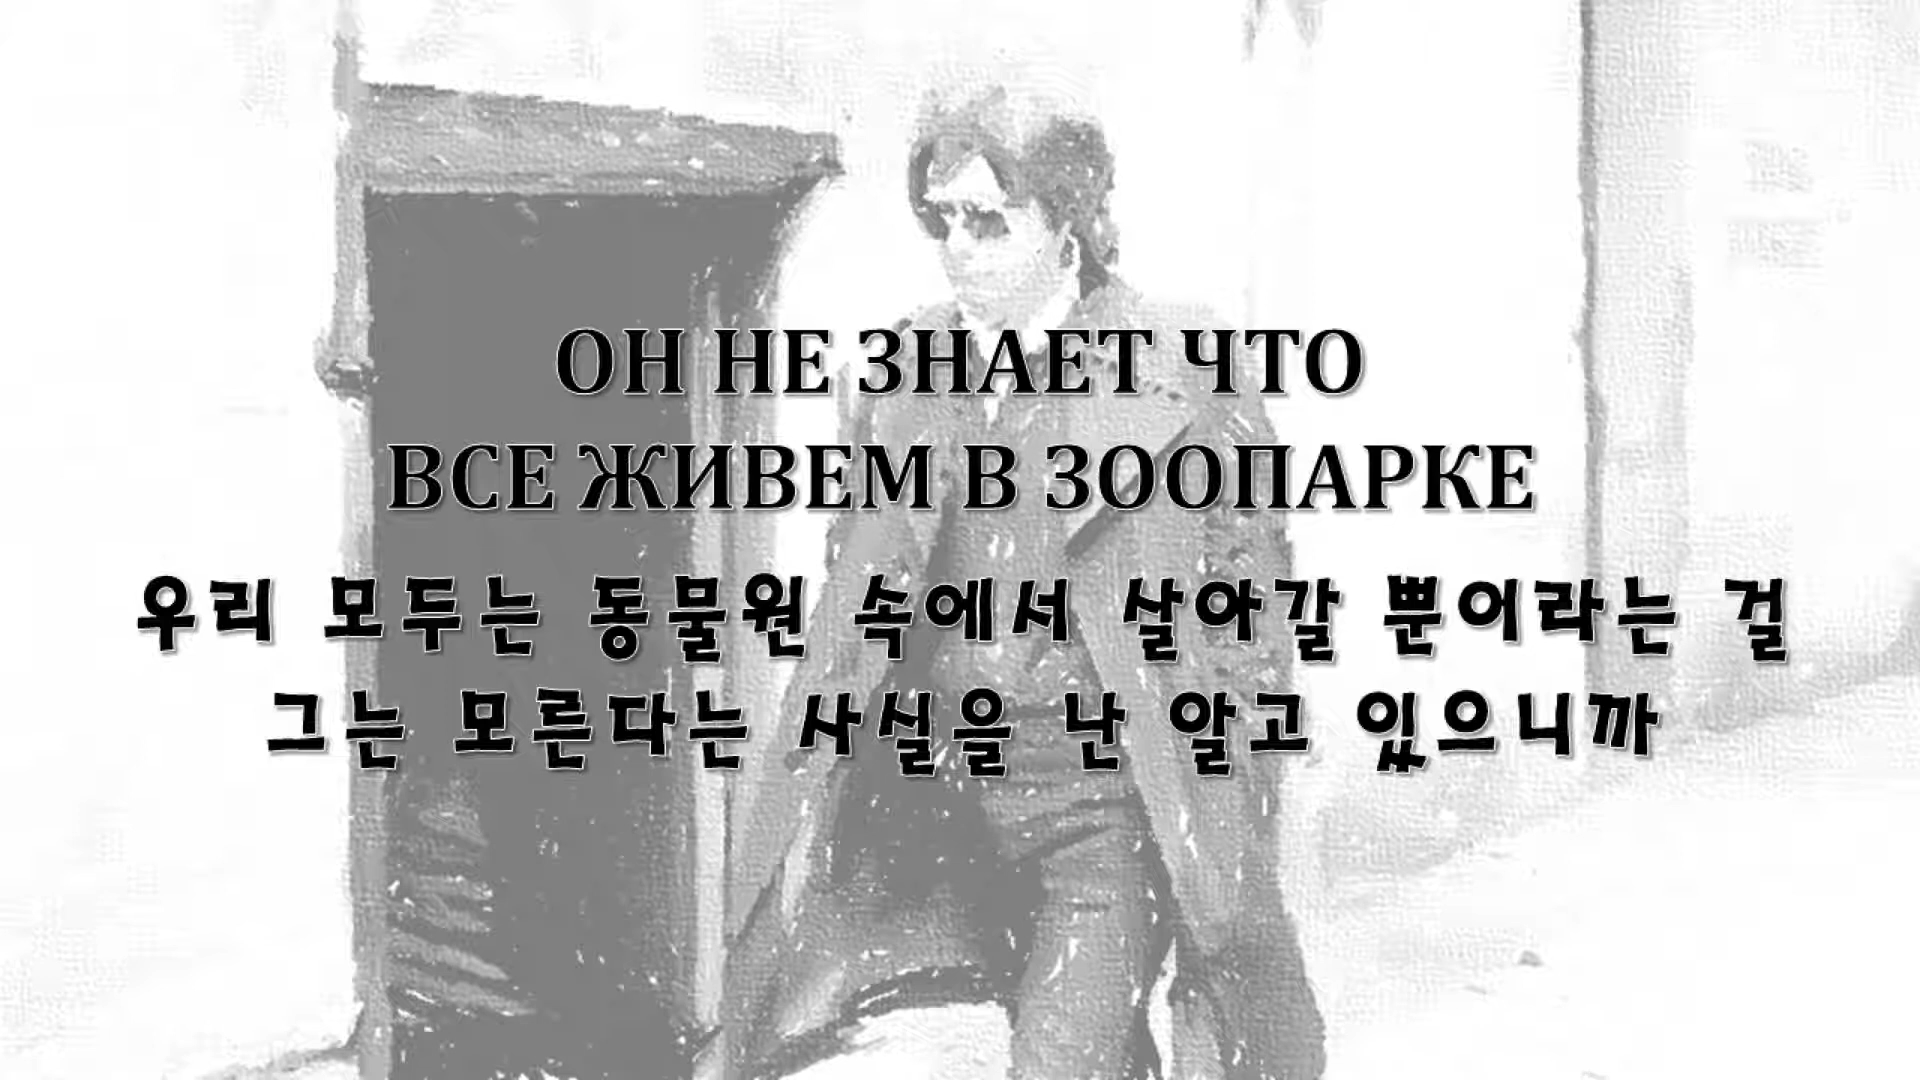 ОН НЕ ЗНАЕТ ЧТО
ВСЕ ЖИВЕМ В ЗООПАРКЕ
우리 모두는 동물원 속에서 살아갈 뿐이라는 걸
그는 모른다는 사실을 난 알고 있으니까